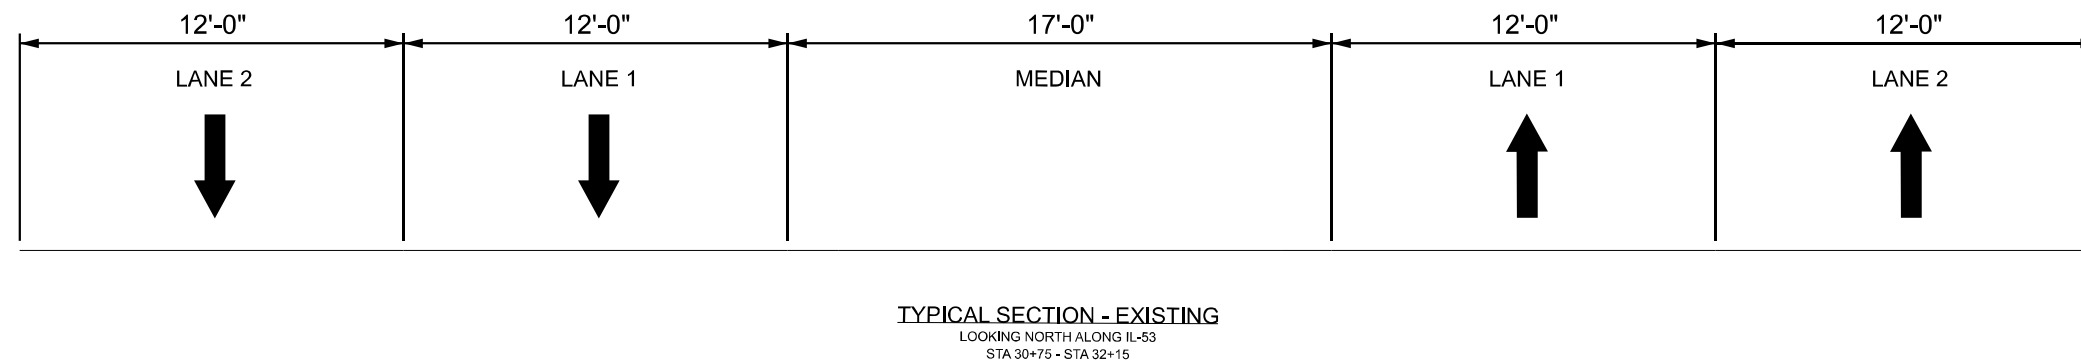 12'-0" 12'-0" 17'-0" 12'-0" 12'-0"
LANE 2 LANE 1 MEDIAN LANE 1 LANE 2
TYPICAL SECTION - EXISTING
LOOKING NORTH ALONG IL-53
STA 30+75 - STA 32+15